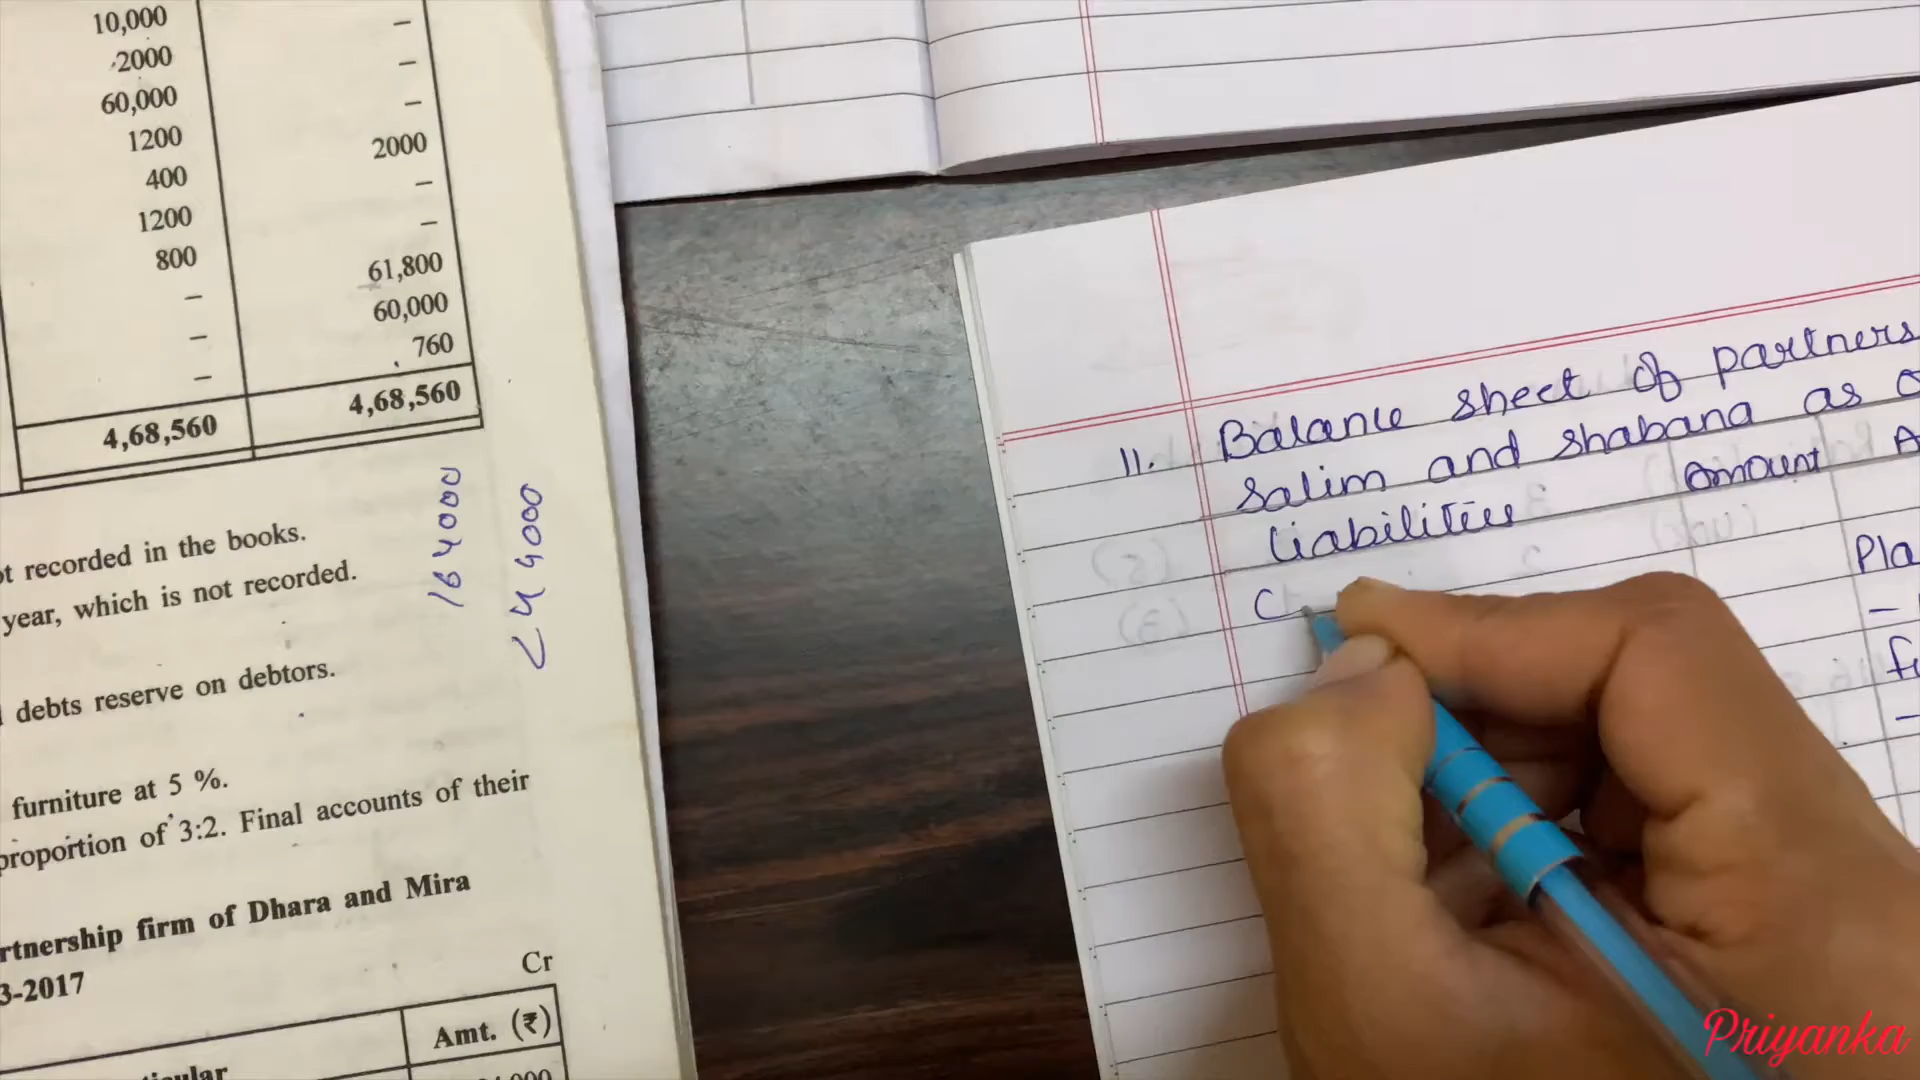 10,000 –
2000 –
60,000 –
1200 2000
400 –
1200 –
800 61,800
– 60,000
– 760
–
4,68,560 4,68,560
164000
<44000
recorded in the books.
year, which is not recorded.
debts reserve on debtors.
furniture at 5 %.
proportion of 3:2. Final accounts of their
firm of Dhara and Mira
3-2017
Cr
Amt. (₹)
11. Balance sheet of partners
salim and shabana as
liabilities Amount
C
Priyanka